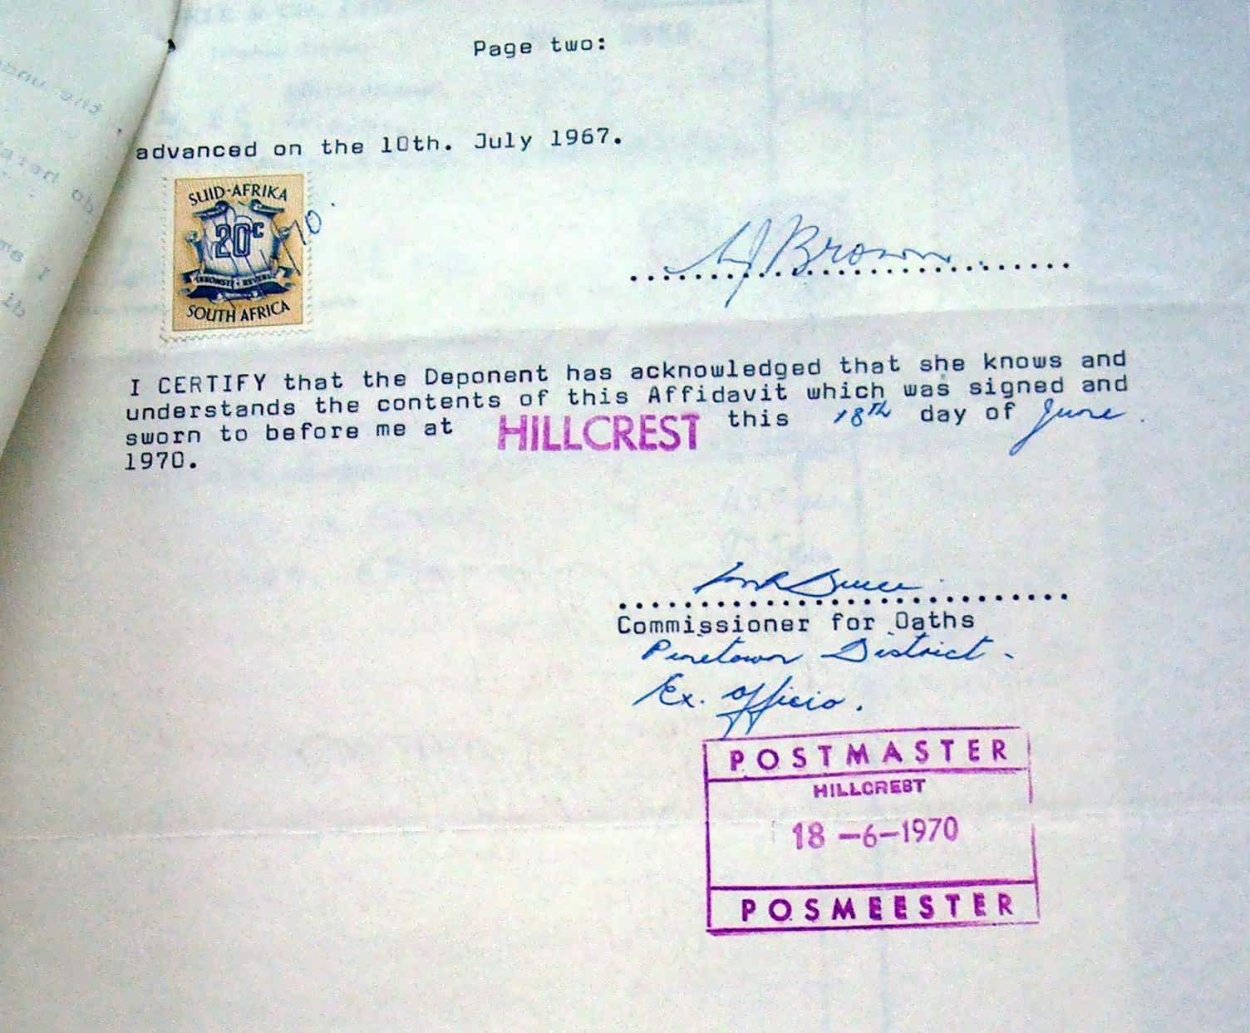 Page two:
advanced on the 10th. July 1967.
SUID-AFRIKA
20c
SOUTH AFRICA
Brown
I CERTIFY that the Deponent has acknowledged that she knows and
understands the contents of this Affidavit which was signed and
sworn to before me at HILLCREST this 18th day of June
1970.
Commissioner for Oaths
Pinetown District.
Ex. officio.
POSTMASTER
HILLCREST
18-6-1970
POSMEESTER